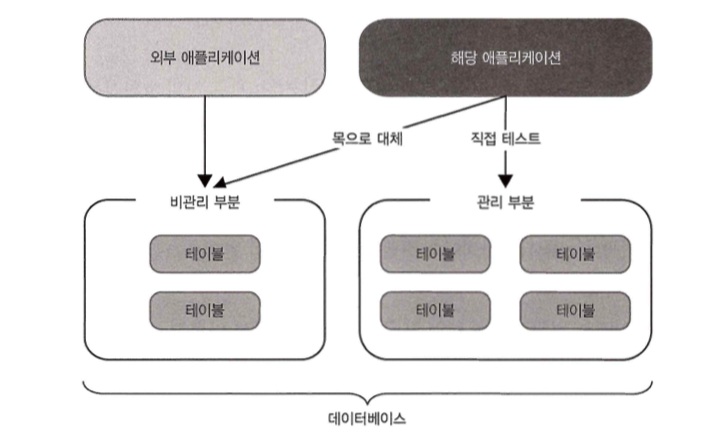 외부 애플리케이션
해당 애플리케이션
목으로 대체
직접 테스트
비관리 부분
관리 부분
테이블
테이블
테이블
테이블
테이블
테이블
데이터베이스